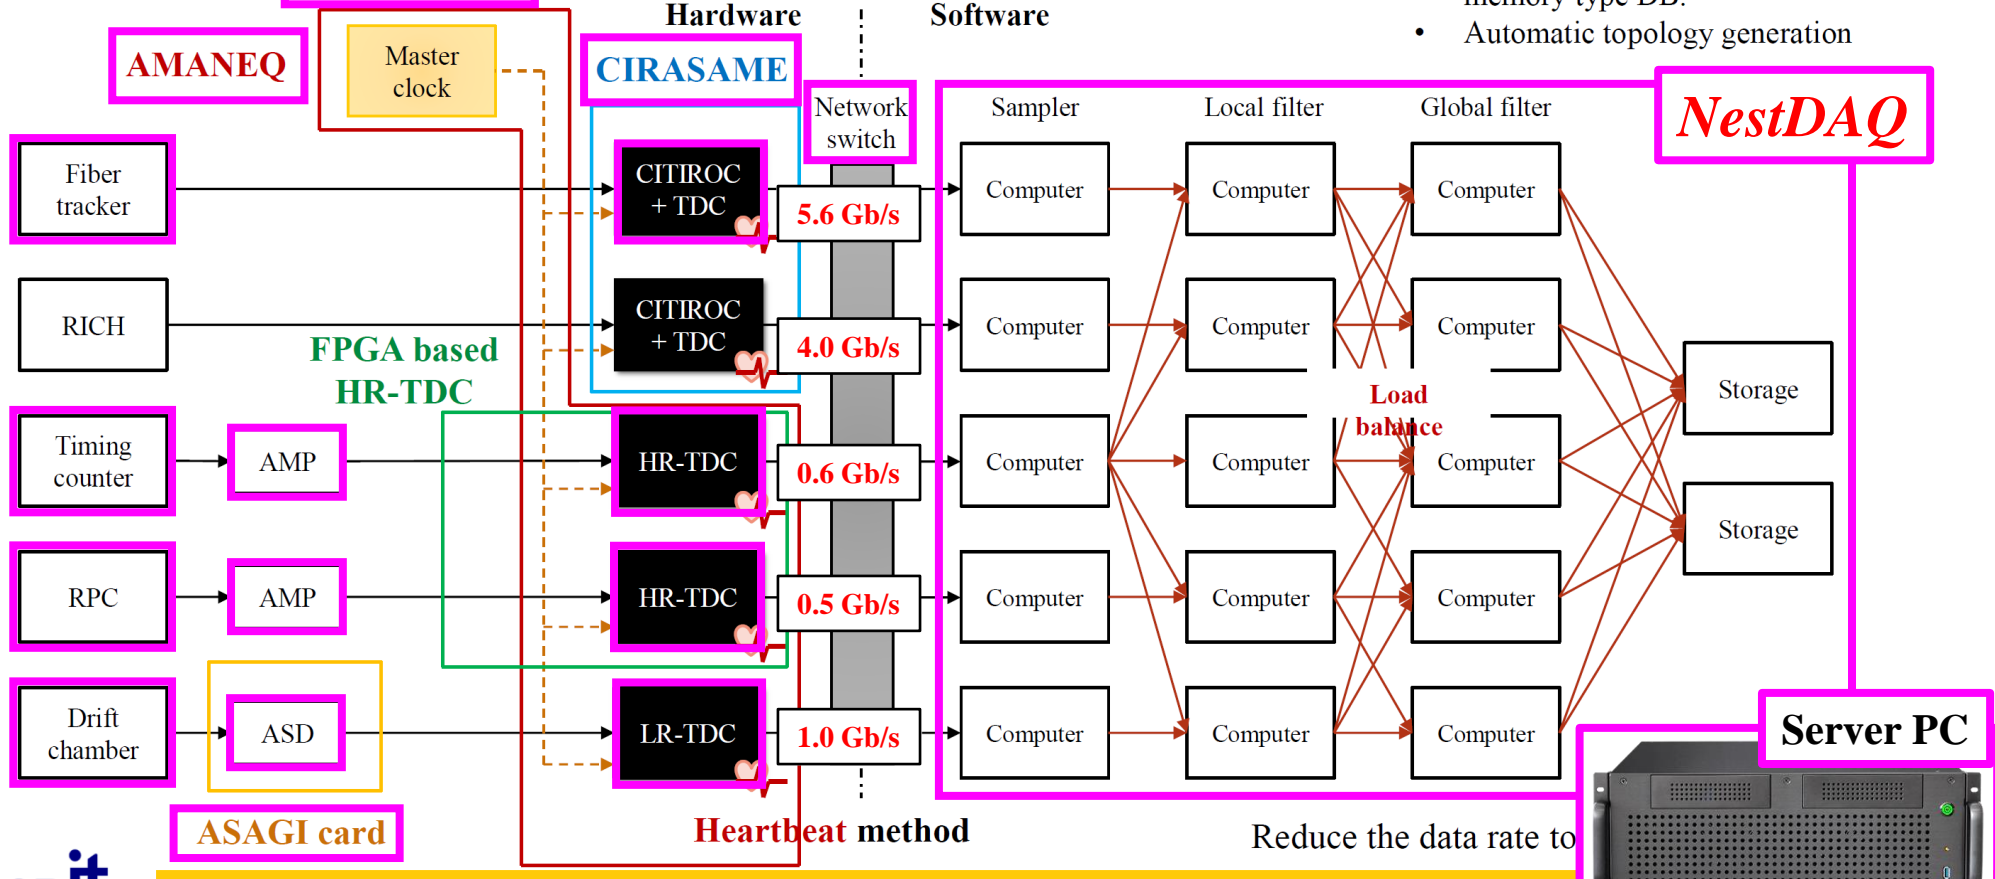 Hardware
Software
memory type DB.
• Automatic topology generation
AMANEQ
Master
clock
CIRASAME
Network
switch
Sampler
Local filter
Global filter
NestDAQ
Fiber
tracker
CITIROC
+ TDC
5.6 Gb/s
Computer
Computer
Computer
RICH
CITIROC
+ TDC
4.0 Gb/s
Computer
Computer
Computer
FPGA based
HR-TDC
Load
balance
Storage
Timing
counter
AMP
HR-TDC
0.6 Gb/s
Computer
Computer
Computer
Storage
RPC
AMP
HR-TDC
0.5 Gb/s
Computer
Computer
Computer
Drift
chamber
ASD
LR-TDC
1.0 Gb/s
Computer
Computer
Computer
Server PC
ASAGI card
Heartbeat method
Reduce the data rate to